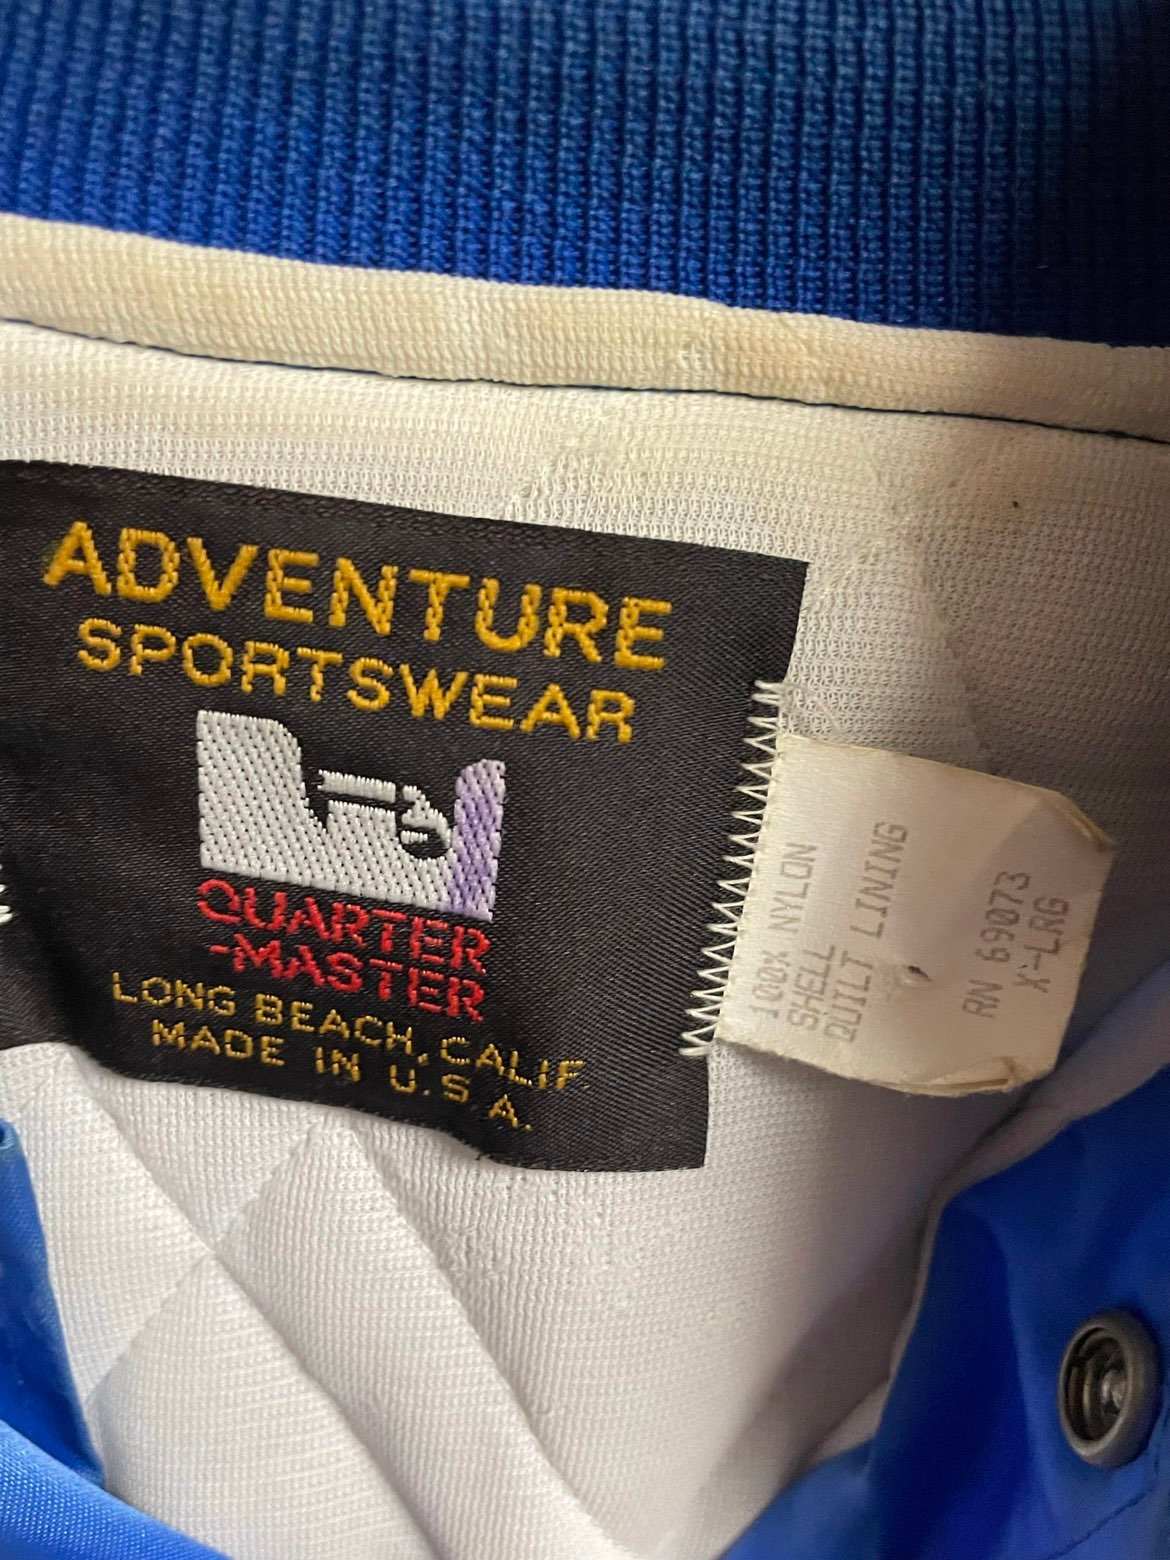 ADVENTURE
SPORTSWEAR
QUARTER
-MASTER
LONG BEACH, CALIF.
MADE IN U.S.A.
100% NYLON
SHELL
QUILT LINING
RN 69073
X-LRG